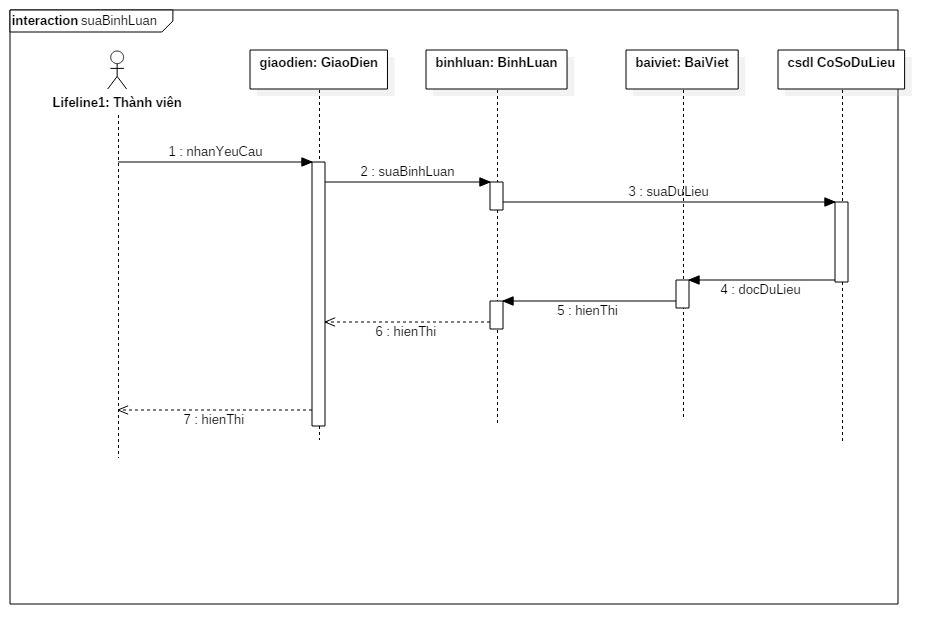 interaction suaBinhLuan
giaodien: GiaoDien
binhluan: BinhLuan
baiviet: BaiViet
csdl CoSoDuLieu
Lifeline1: Thành viên
1 : nhanYeuCau
2 : suaBinhLuan
3 : suaDuLieu
4 : docDuLieu
5 : hienThi
6 : hienThi
7 : hienThi